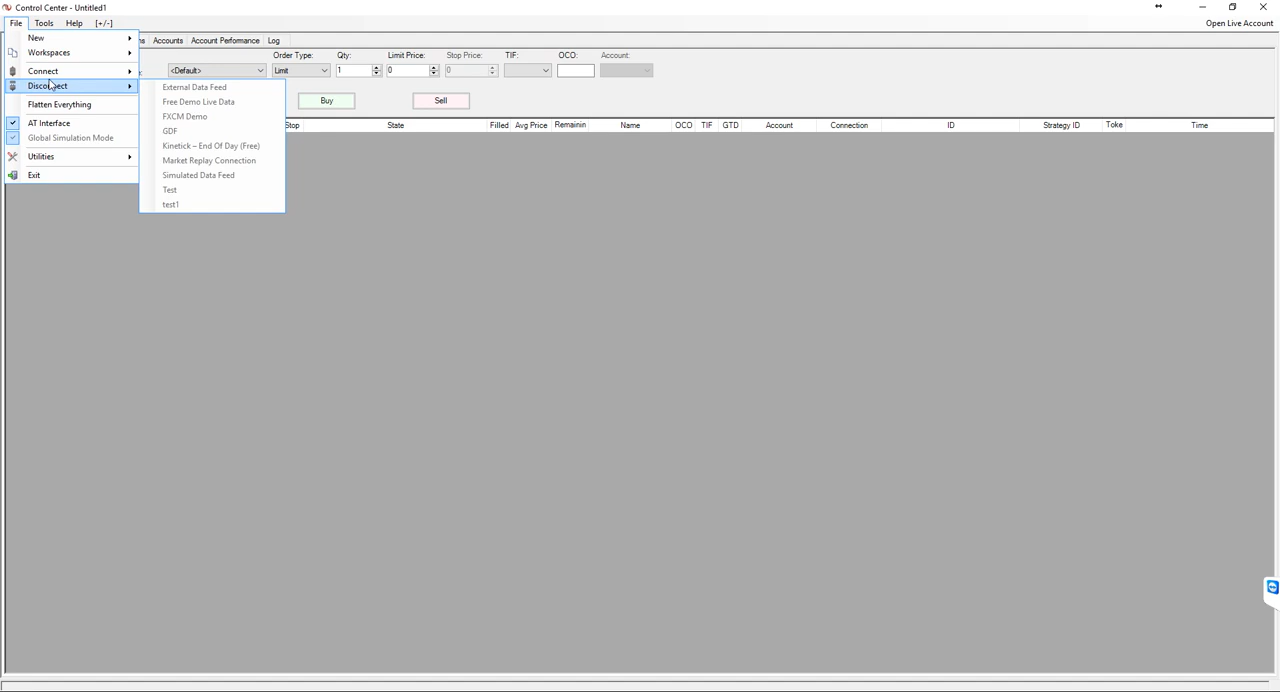 Control Center - Untitled1
File Tools Help [+/-]
Open Live Account
New
Workspaces
Connect
Disconnect
Flatten Everything
AT Interface
Global Simulation Mode
Utilities
Exit
Accounts Account Performance Log
Order Type: Qty: Limit Price: Stop Price: TIF: OCO: Account:
<Default> Limit 1 0 0
Buy Sell
External Data Feed
Free Demo Live Data
FXCM Demo
GDF
Kinetick – End Of Day (Free)
Market Replay Connection
Simulated Data Feed
Test
test1
Stop State Filled Avg Price Remainin Name OCO TIF GTD Account Connection ID Strategy ID Toke Time